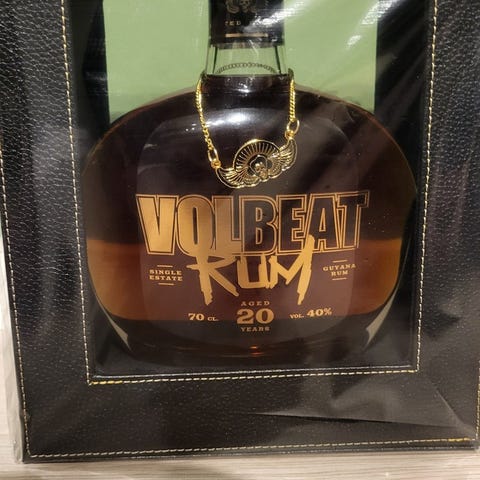 VOLBEAT
RUM
SINGLE
ESTATE
GUYANA
RUM
AGED
70 CL. 20 VOL. 40%
YEARS